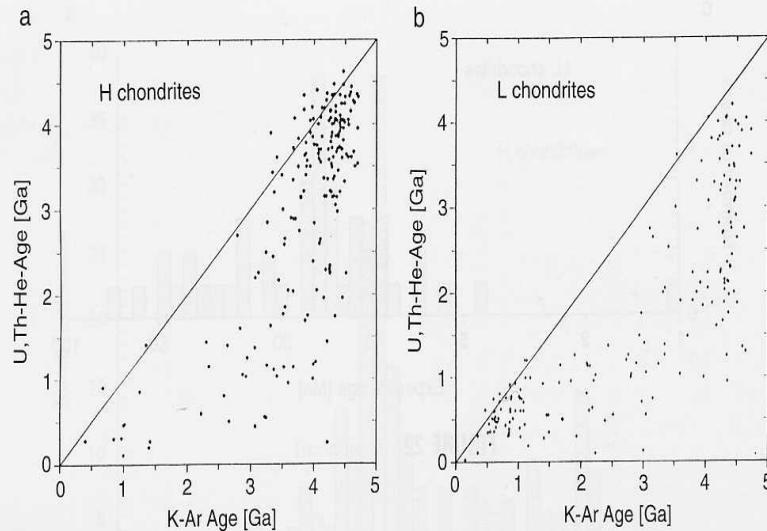 a
5
4
3
2
1
0
H chondrites
U,Th-He-Age [Ga]
0 1 2 3 4 5
K-Ar Age [Ga]
b
5
4
3
2
1
0
L chondrites
U,Th-He-Age [Ga]
0 1 2 3 4 5
K-Ar Age [Ga]